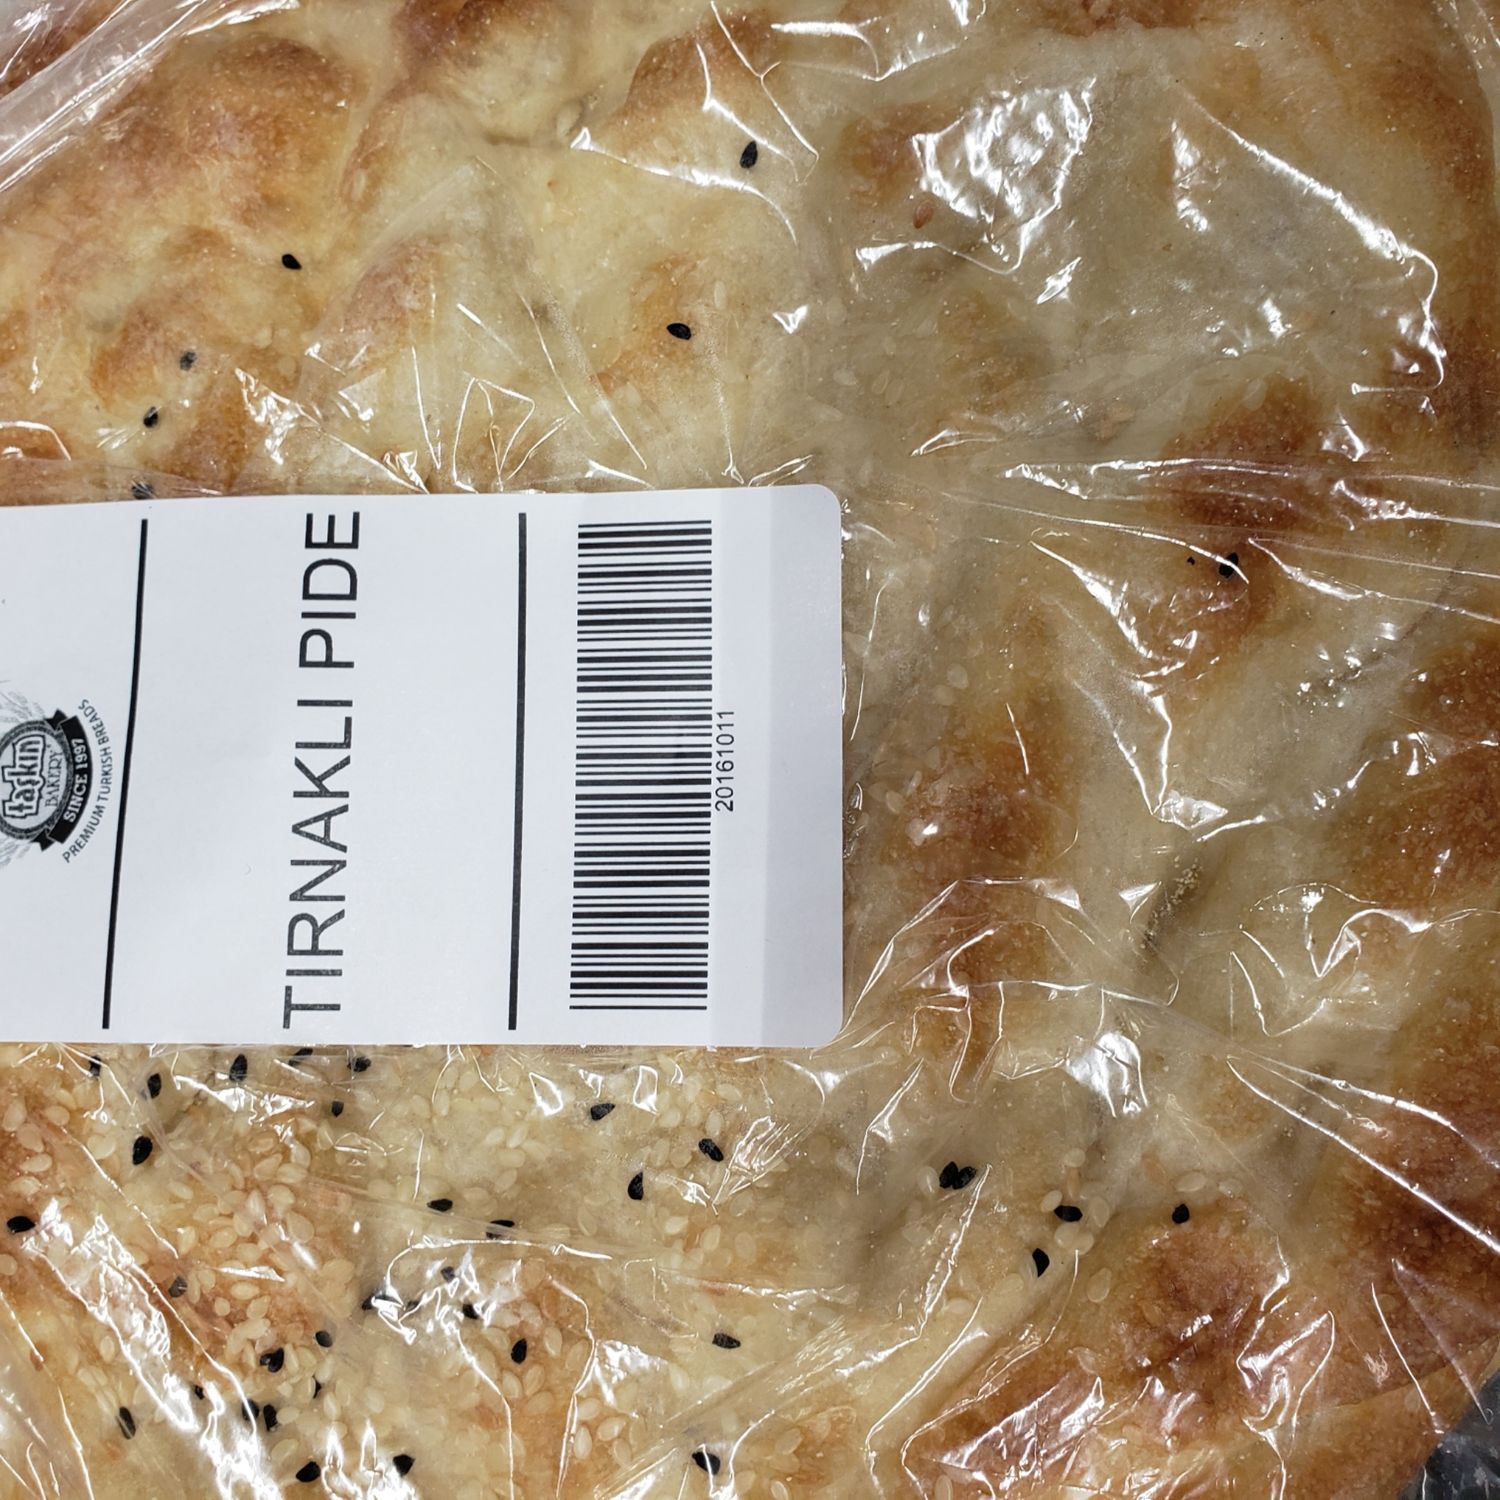 taşkın
BAKERY
SINCE 1997
PREMIUM TURKISH BREADS
TIRNAKLI PIDE
20161011